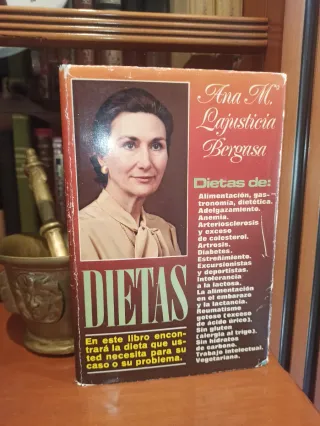 Ana M.ª
Lajusticia
Bergasa
Dietas de:
Alimentación, gas-
tronomía, dietética.
Adelgazamiento.
Anemia.
Arteriosclerosis
y exceso
de colesterol.
Artrosis.
Diabetes.
Estreñimiento.
Excursionistas
y deportistas.
Intolerancia
a la lactosa.
La alimentación
en el embarazo
y la lactancia.
Reumatismo
gotoso (exceso
de ácido úrico).
Sin gluten
(alergia al trigo).
Sin hidratos
de carbono.
Trabajo intelectual.
Vegetariana.
DIETAS
En este libro encon-
trará la dieta que us-
ted necesita para su
caso o su problema.